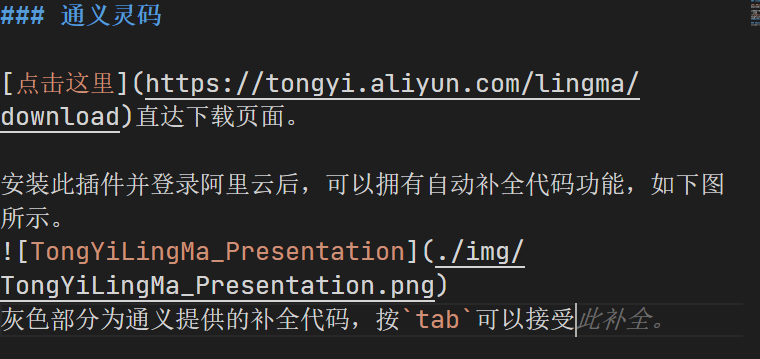 ### 通义灵码
[点击这里](https://tongyi.aliyun.com/lingma/
download)直达下载页面。
安装此插件并登录阿里云后，可以拥有自动补全代码功能，如下图
所示。
![TongYiLingMa_Presentation](./img/
TongYiLingMa_Presentation.png)
灰色部分为通义提供的补全代码，按`tab`可以接受此补全。